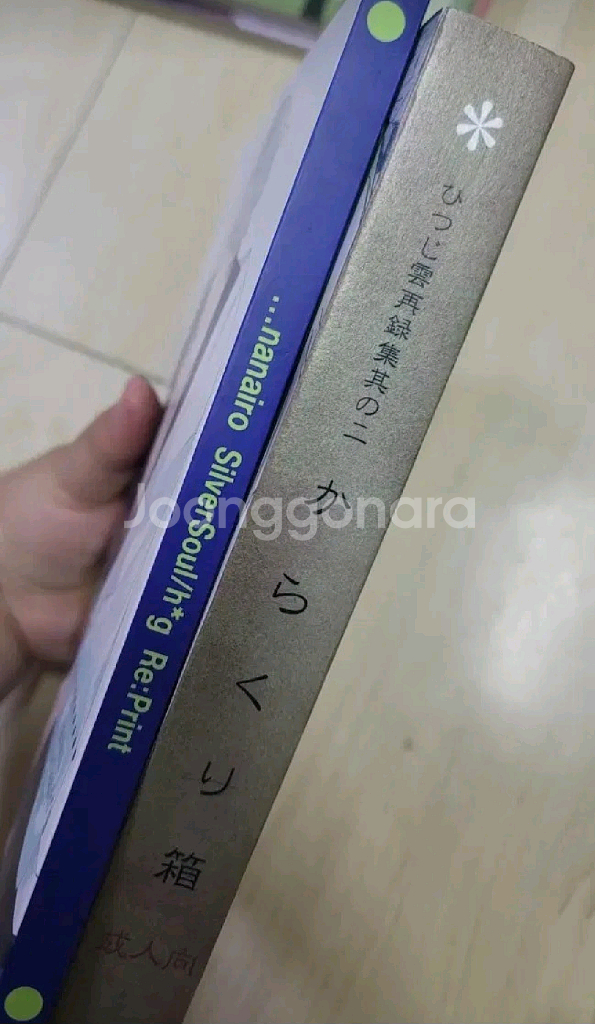 ...nanairo SilverSoul/h*g Re:Print
* ひつじ雲再録集其の二 からくり箱
成人向
Joonggonara